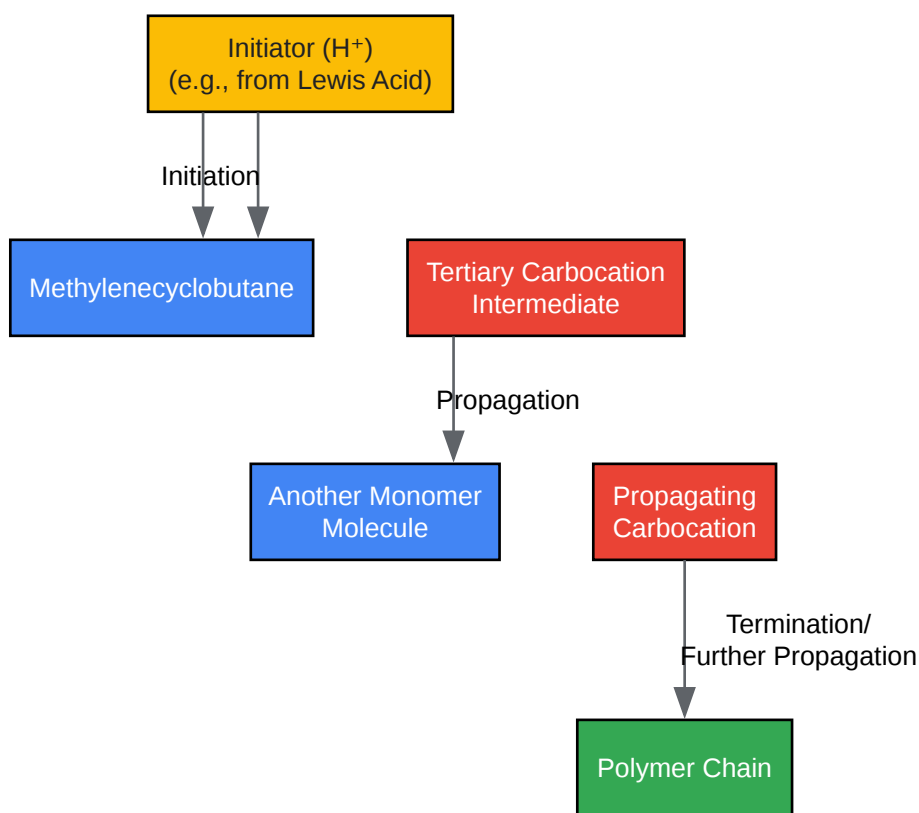 Initiator (H⁺)
(e.g., from Lewis Acid)
Initiation
Methylenecyclobutane
Tertiary Carbocation
Intermediate
Propagation
Another Monomer
Molecule
Propagating
Carbocation
Termination/
Further Propagation
Polymer Chain